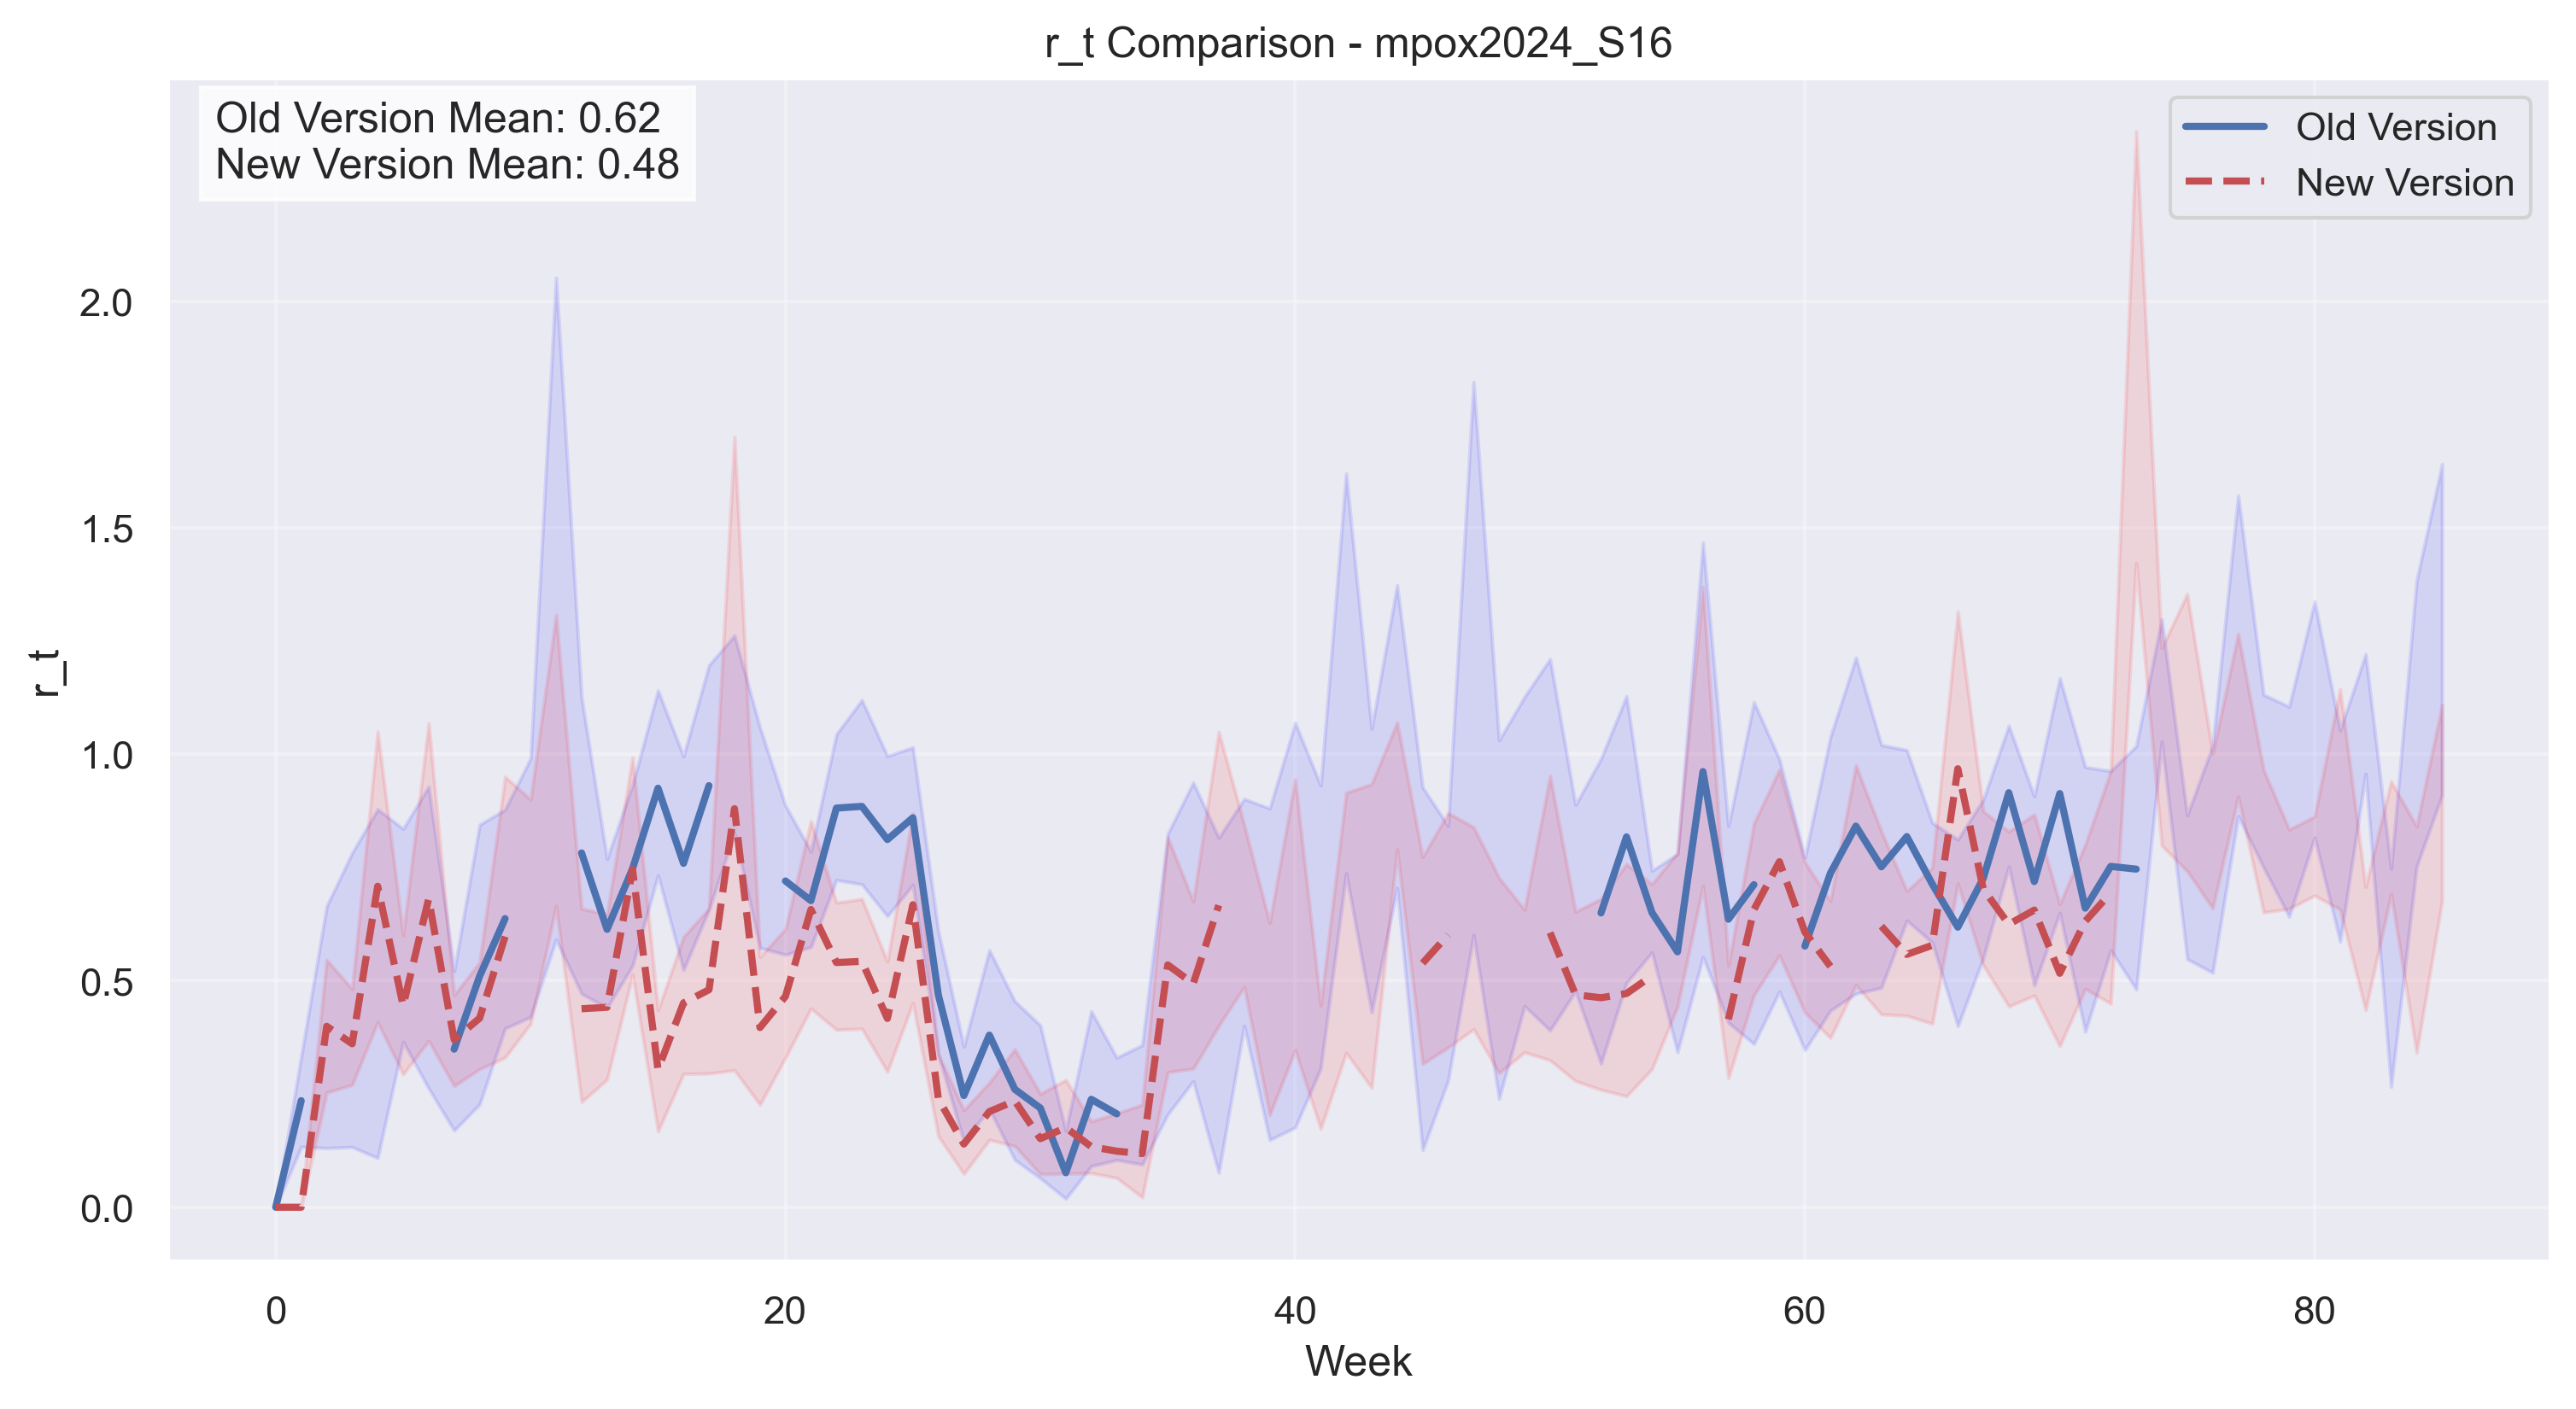 r_t Comparison - mpox2024_S16
Old Version Mean: 0.62
New Version Mean: 0.48
Old Version
New Version
2.0
1.5
1.0
0.5
0.0
r_t
0 20 40 60 80
Week